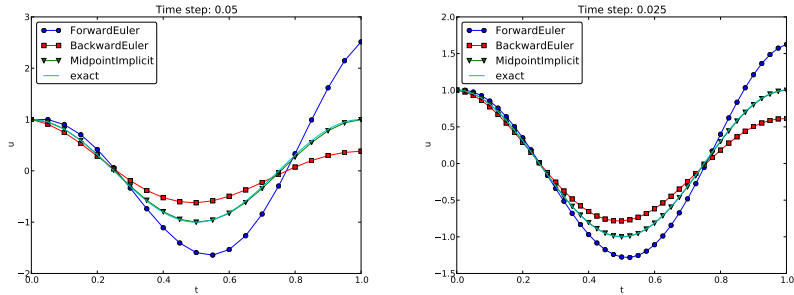 Time step: 0.05
3
2
1
0
−1
−2
0.0 0.2 0.4 0.6 0.8 1.0
t
u
ForwardEuler
BackwardEuler
MidpointImplicit
exact
Time step: 0.025
2.0
1.5
1.0
0.5
0.0
−0.5
−1.0
−1.5
0.0 0.2 0.4 0.6 0.8 1.0
t
u
ForwardEuler
BackwardEuler
MidpointImplicit
exact